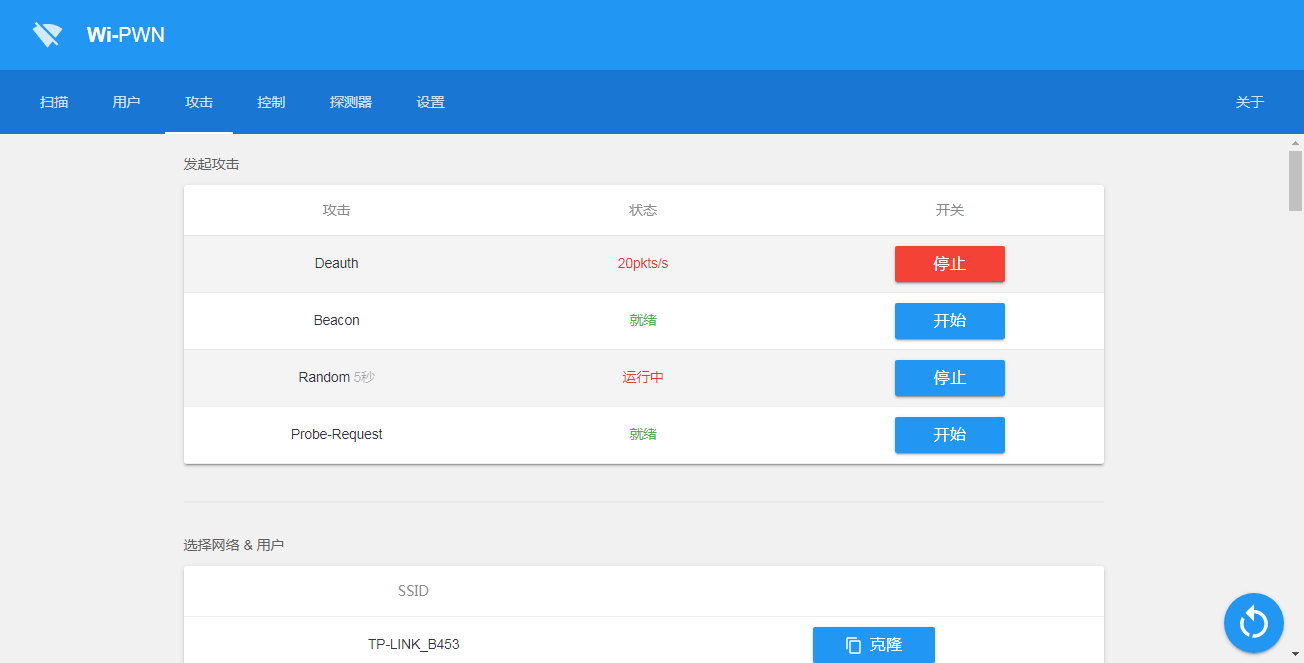 Wi-PWN
扫描 用户 攻击 控制 探测器 设置 关于
发起攻击
攻击 状态 开关
Deauth 20pkts/s 停止
Beacon 就绪 开始
Random 5秒 运行中 停止
Probe-Request 就绪 开始
选择网络 & 用户
SSID
TP-LINK_B453 克隆